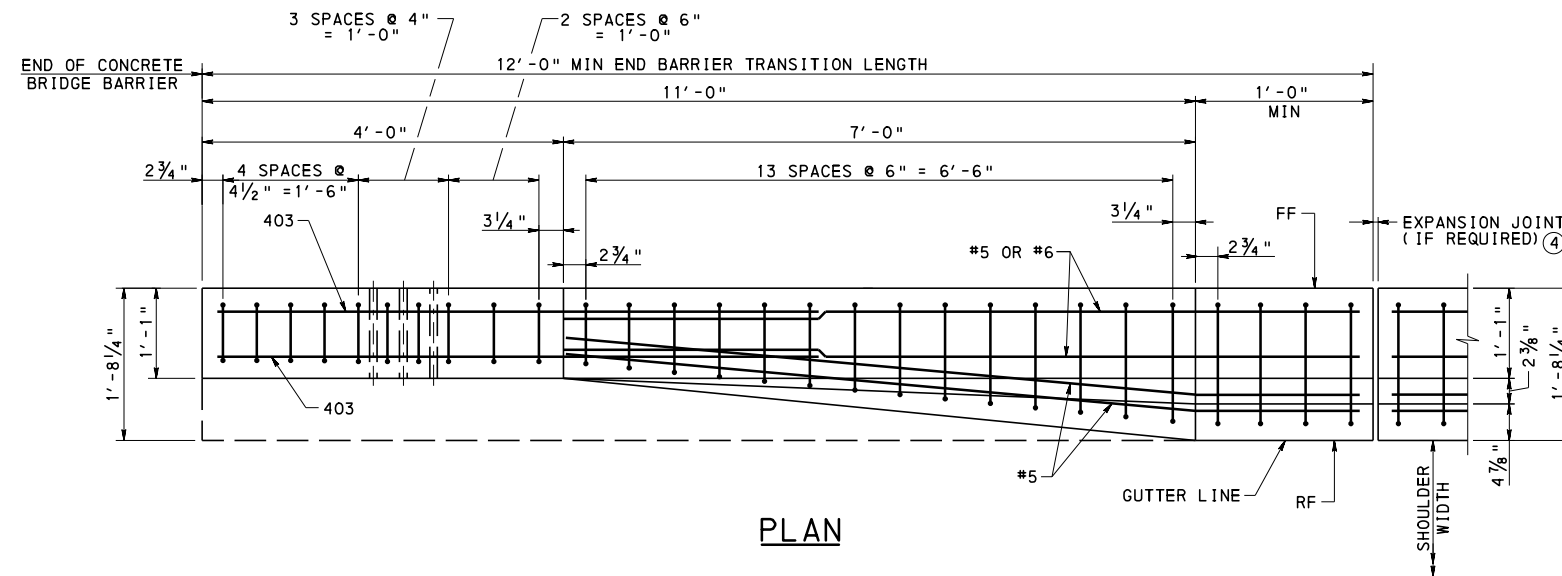 3 SPACES @ 4"
= 1'-0"
2 SPACES @ 6"
= 1'-0"
END OF CONCRETE
BRIDGE BARRIER
12'-0" MIN END BARRIER TRANSITION LENGTH
11'-0"
1'-0"
MIN
4'-0"
7'-0"
2¾"
4 SPACES @
4½" =1'-6"
13 SPACES @ 6" = 6'-6"
403
3¼"
2¾"
#5 OR #6
3¼"
2¾"
FF
EXPANSION JOINT
(IF REQUIRED) ④
1'-8¼"
1'-1"
403
1'-1"
2⅜"
4⅞"
1'-8¼"
#5
GUTTER LINE
RF
SHOULDER
WIDTH
PLAN